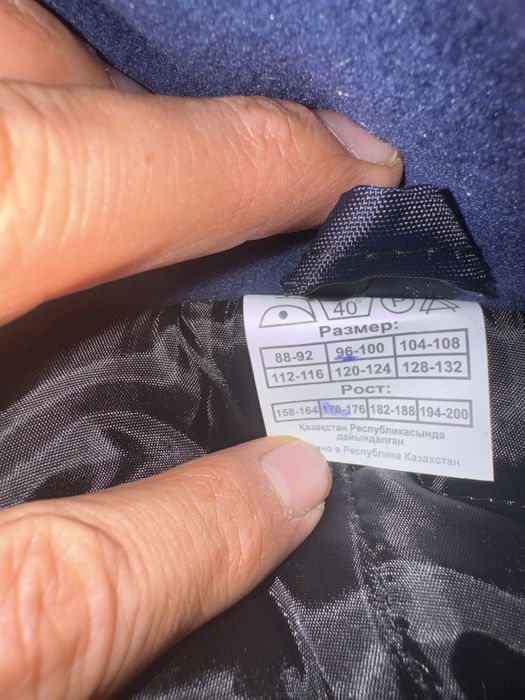 40° P
Размер:
88-92 96-100 104-108
112-116 120-124 128-132
Рост:
158-164 170-176 182-188 194-200
Қазақстан Республикасында
дайындалған
в Республике Казахстан